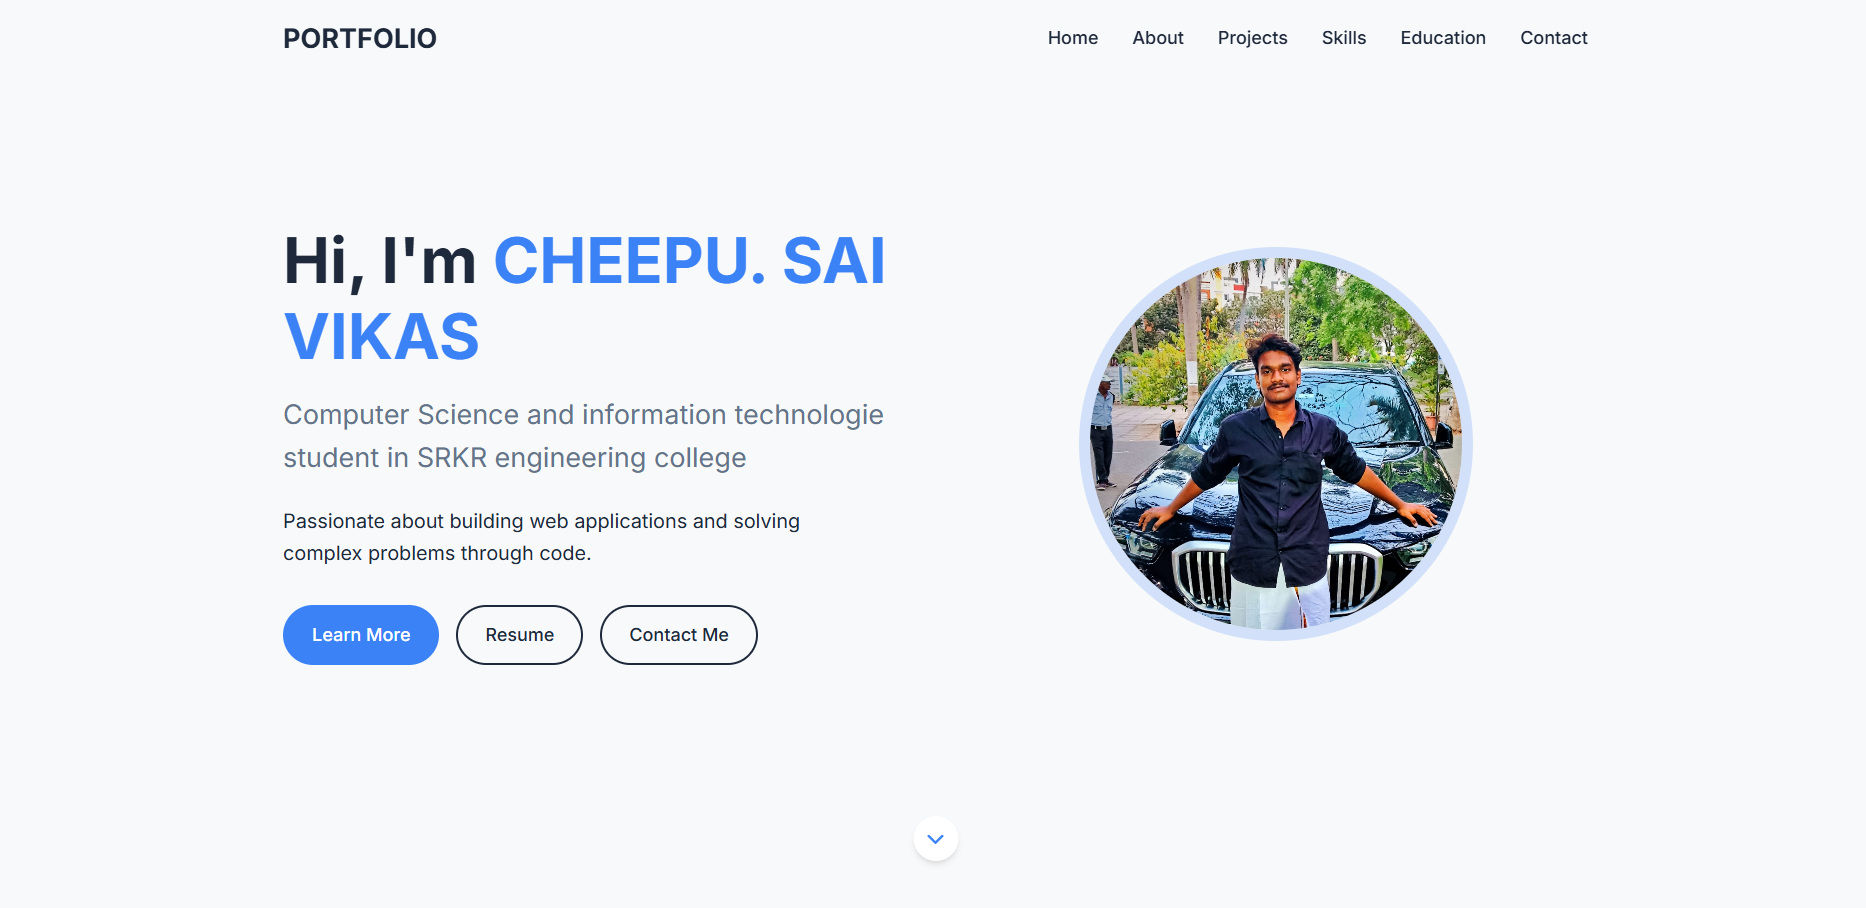 PORTFOLIO
Home About Projects Skills Education Contact
Hi, I'm CHEEPU. SAI
VIKAS
Computer Science and information technologie
student in SRKR engineering college
Passionate about building web applications and solving
complex problems through code.
Learn More Resume Contact Me